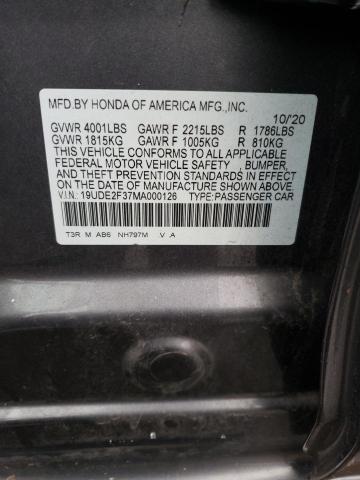 MFD.BY HONDA OF AMERICA MFG.,INC.
10/'20
GVWR 4001LBS GAWR F 2215LBS R 1786LBS
GVWR 1815KG GAWR F 1005KG R 810KG
THIS VEHICLE CONFORMS TO ALL APPLICABLE
FEDERAL MOTOR VEHICLE SAFETY, BUMPER,
AND THEFT PREVENTION STANDARDS IN EFFECT
ON THE DATE OF MANUFACTURE SHOWN ABOVE.
V.I.N.: 19UDE2F37MA000126 TYPE:PASSENGER CAR
T3R M AB6 NH797M V .A